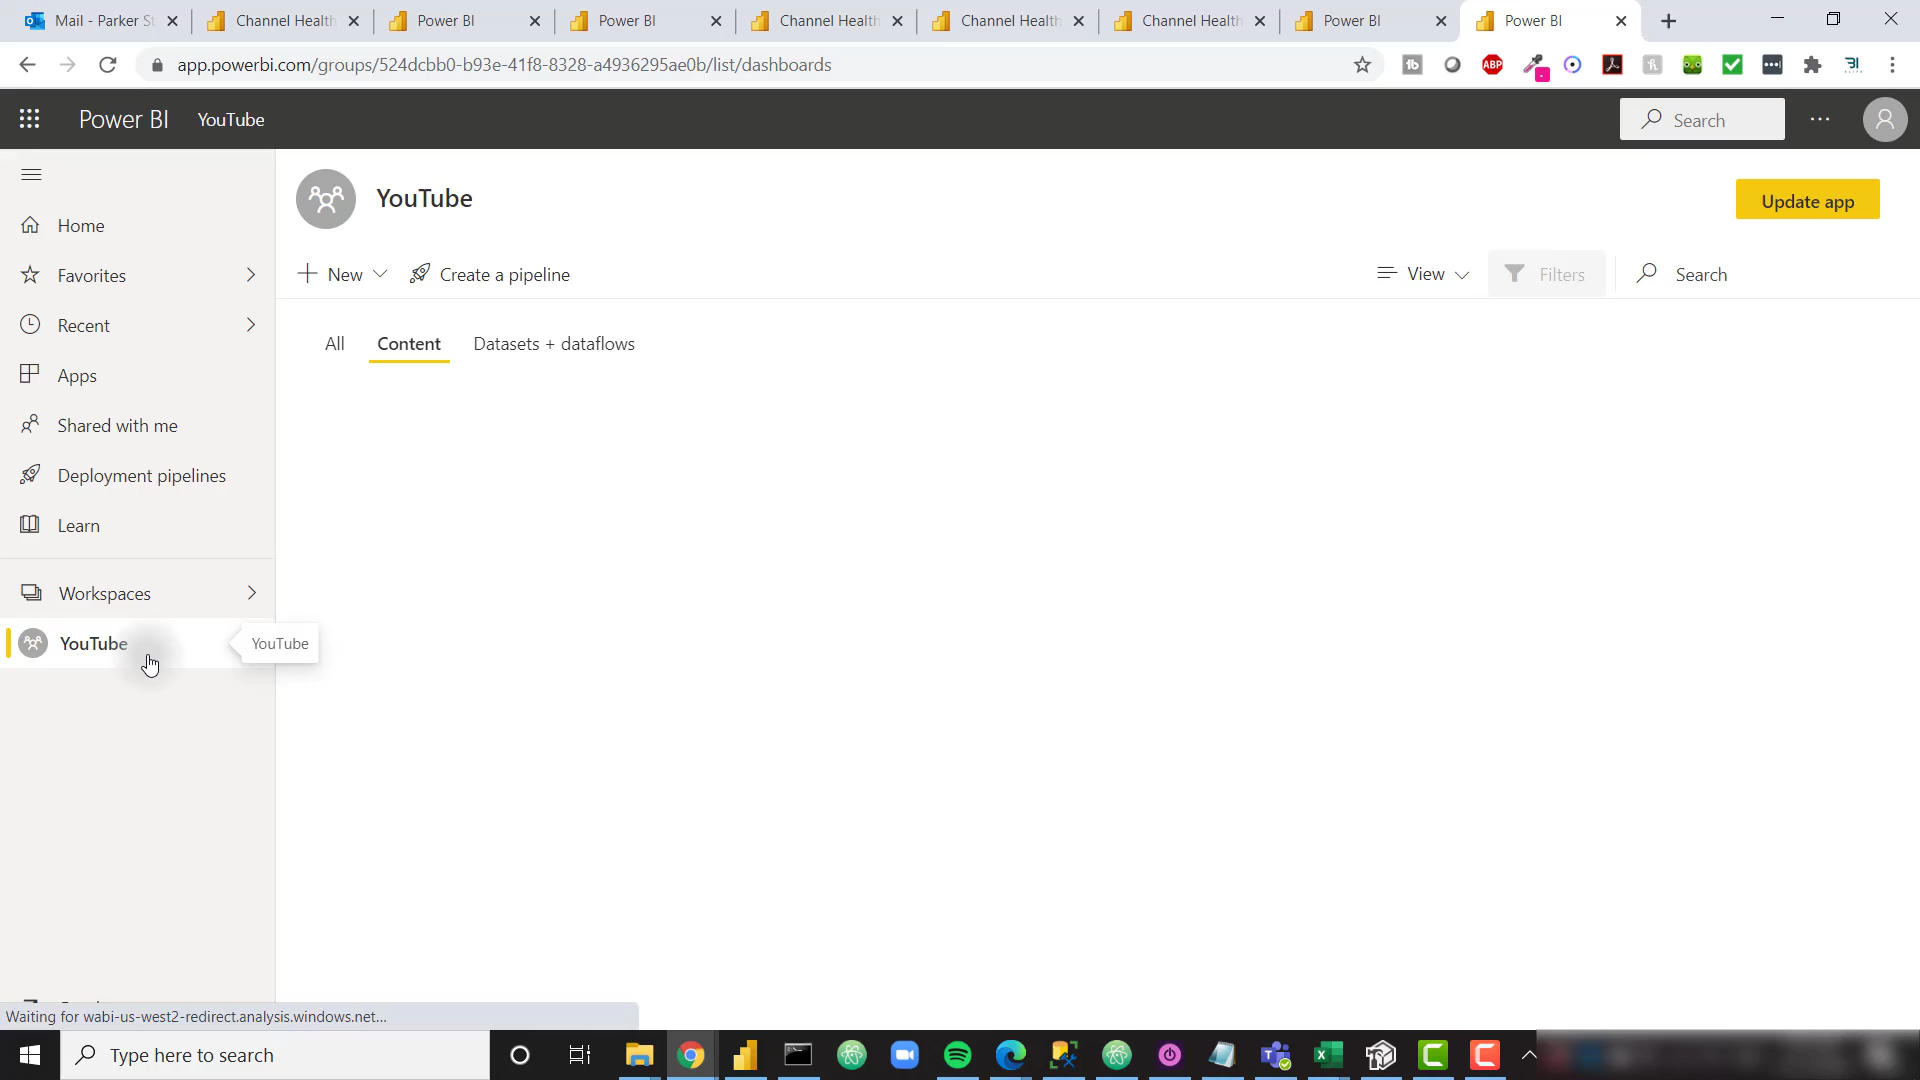 Mail - Parker St
Channel Health
Power BI
Power BI
Channel Health
Channel Health
Channel Health
Power BI
Power BI
app.powerbi.com/groups/524dcbb0-b93e-41f8-8328-a4936295ae0b/list/dashboards
ABP
BI
Power BI YouTube
Search
YouTube
Update app
Home
Favorites
Recent
Apps
Shared with me
Deployment pipelines
Learn
Workspaces
YouTube
YouTube
New
Create a pipeline
View
Filters
Search
All Content Datasets + dataflows
Waiting for wabi-us-west2-redirect.analysis.windows.net...
Type here to search